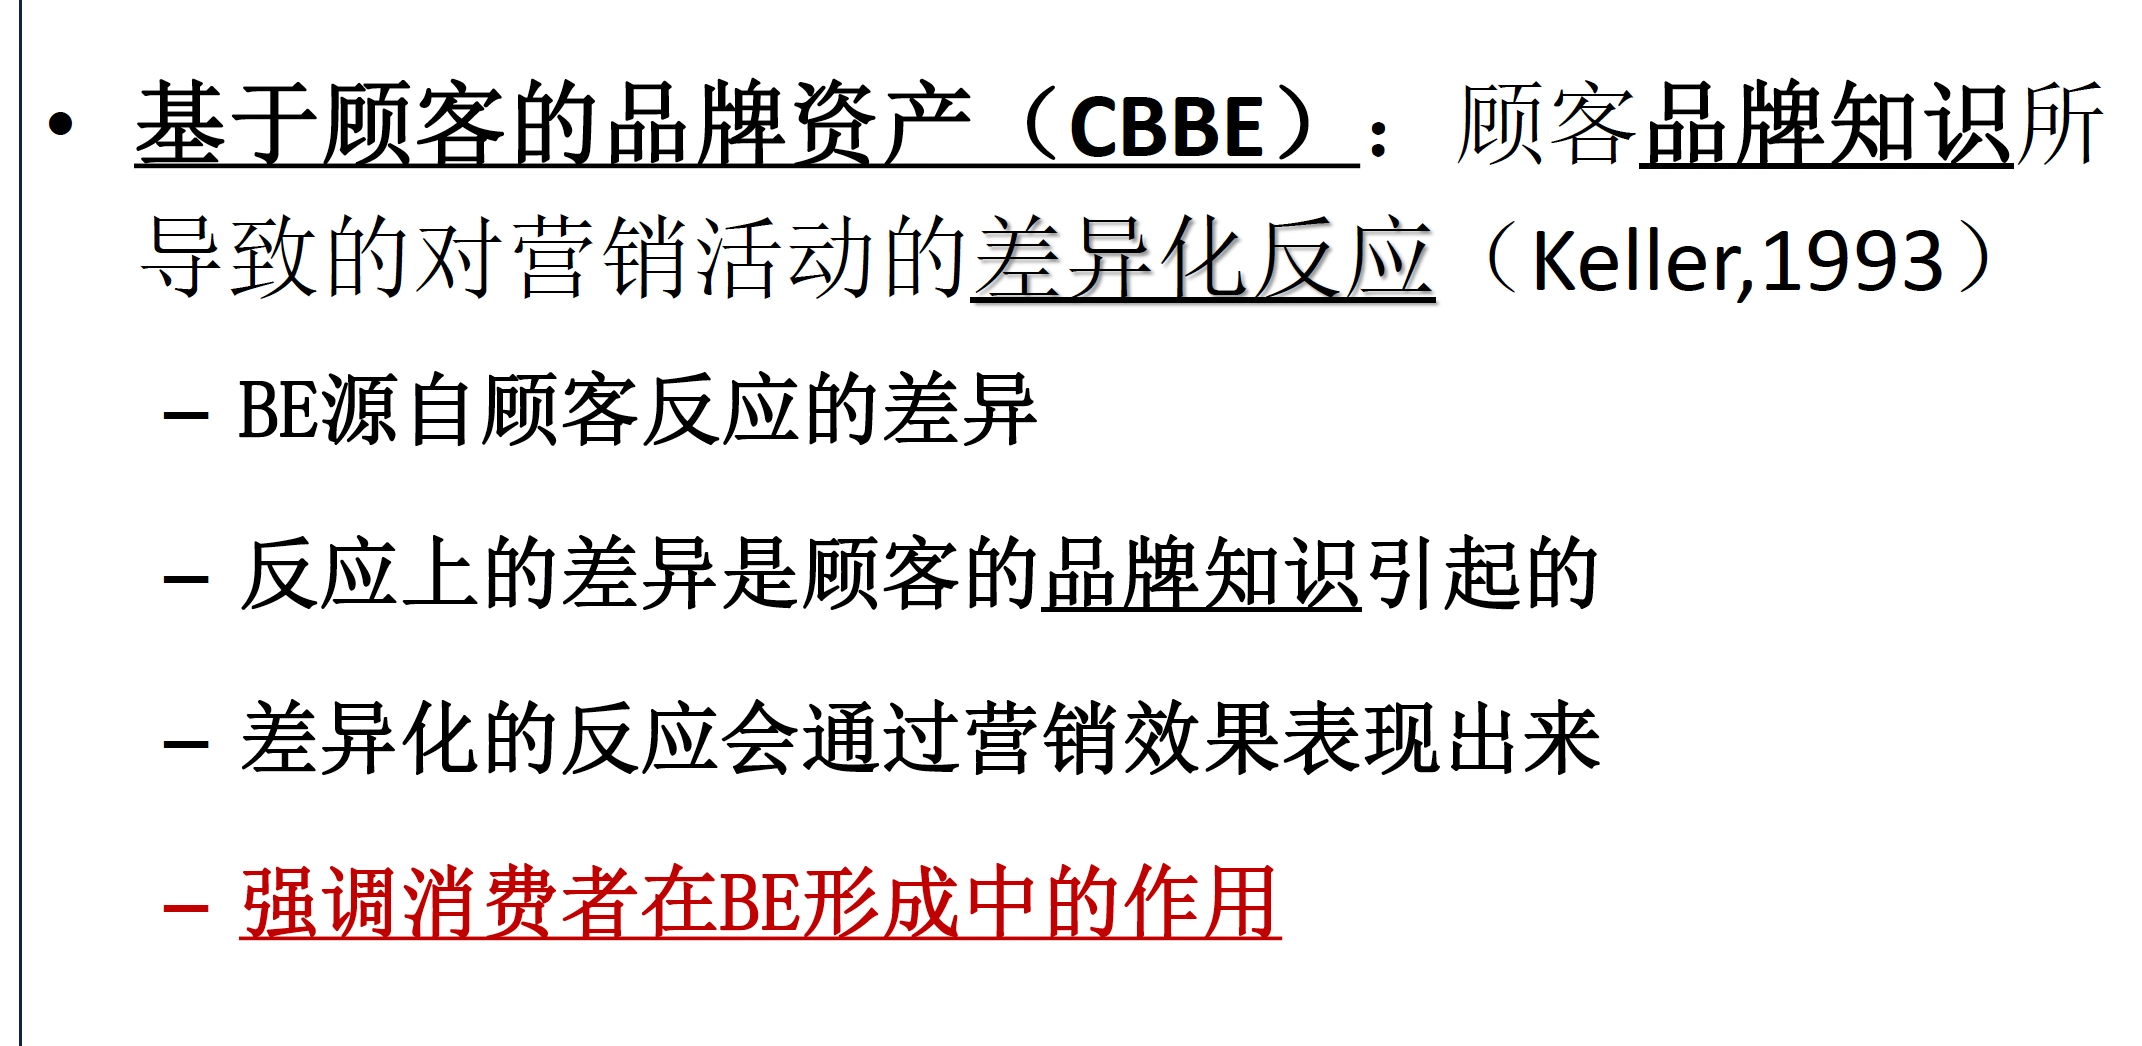 • 基于顾客的品牌资产（CBBE）：顾客品牌知识所
导致的对营销活动的差异化反应（Keller,1993）
– BE源自顾客反应的差异
– 反应上的差异是顾客的品牌知识引起的
– 差异化的反应会通过营销效果表现出来
– 强调消费者在BE形成中的作用